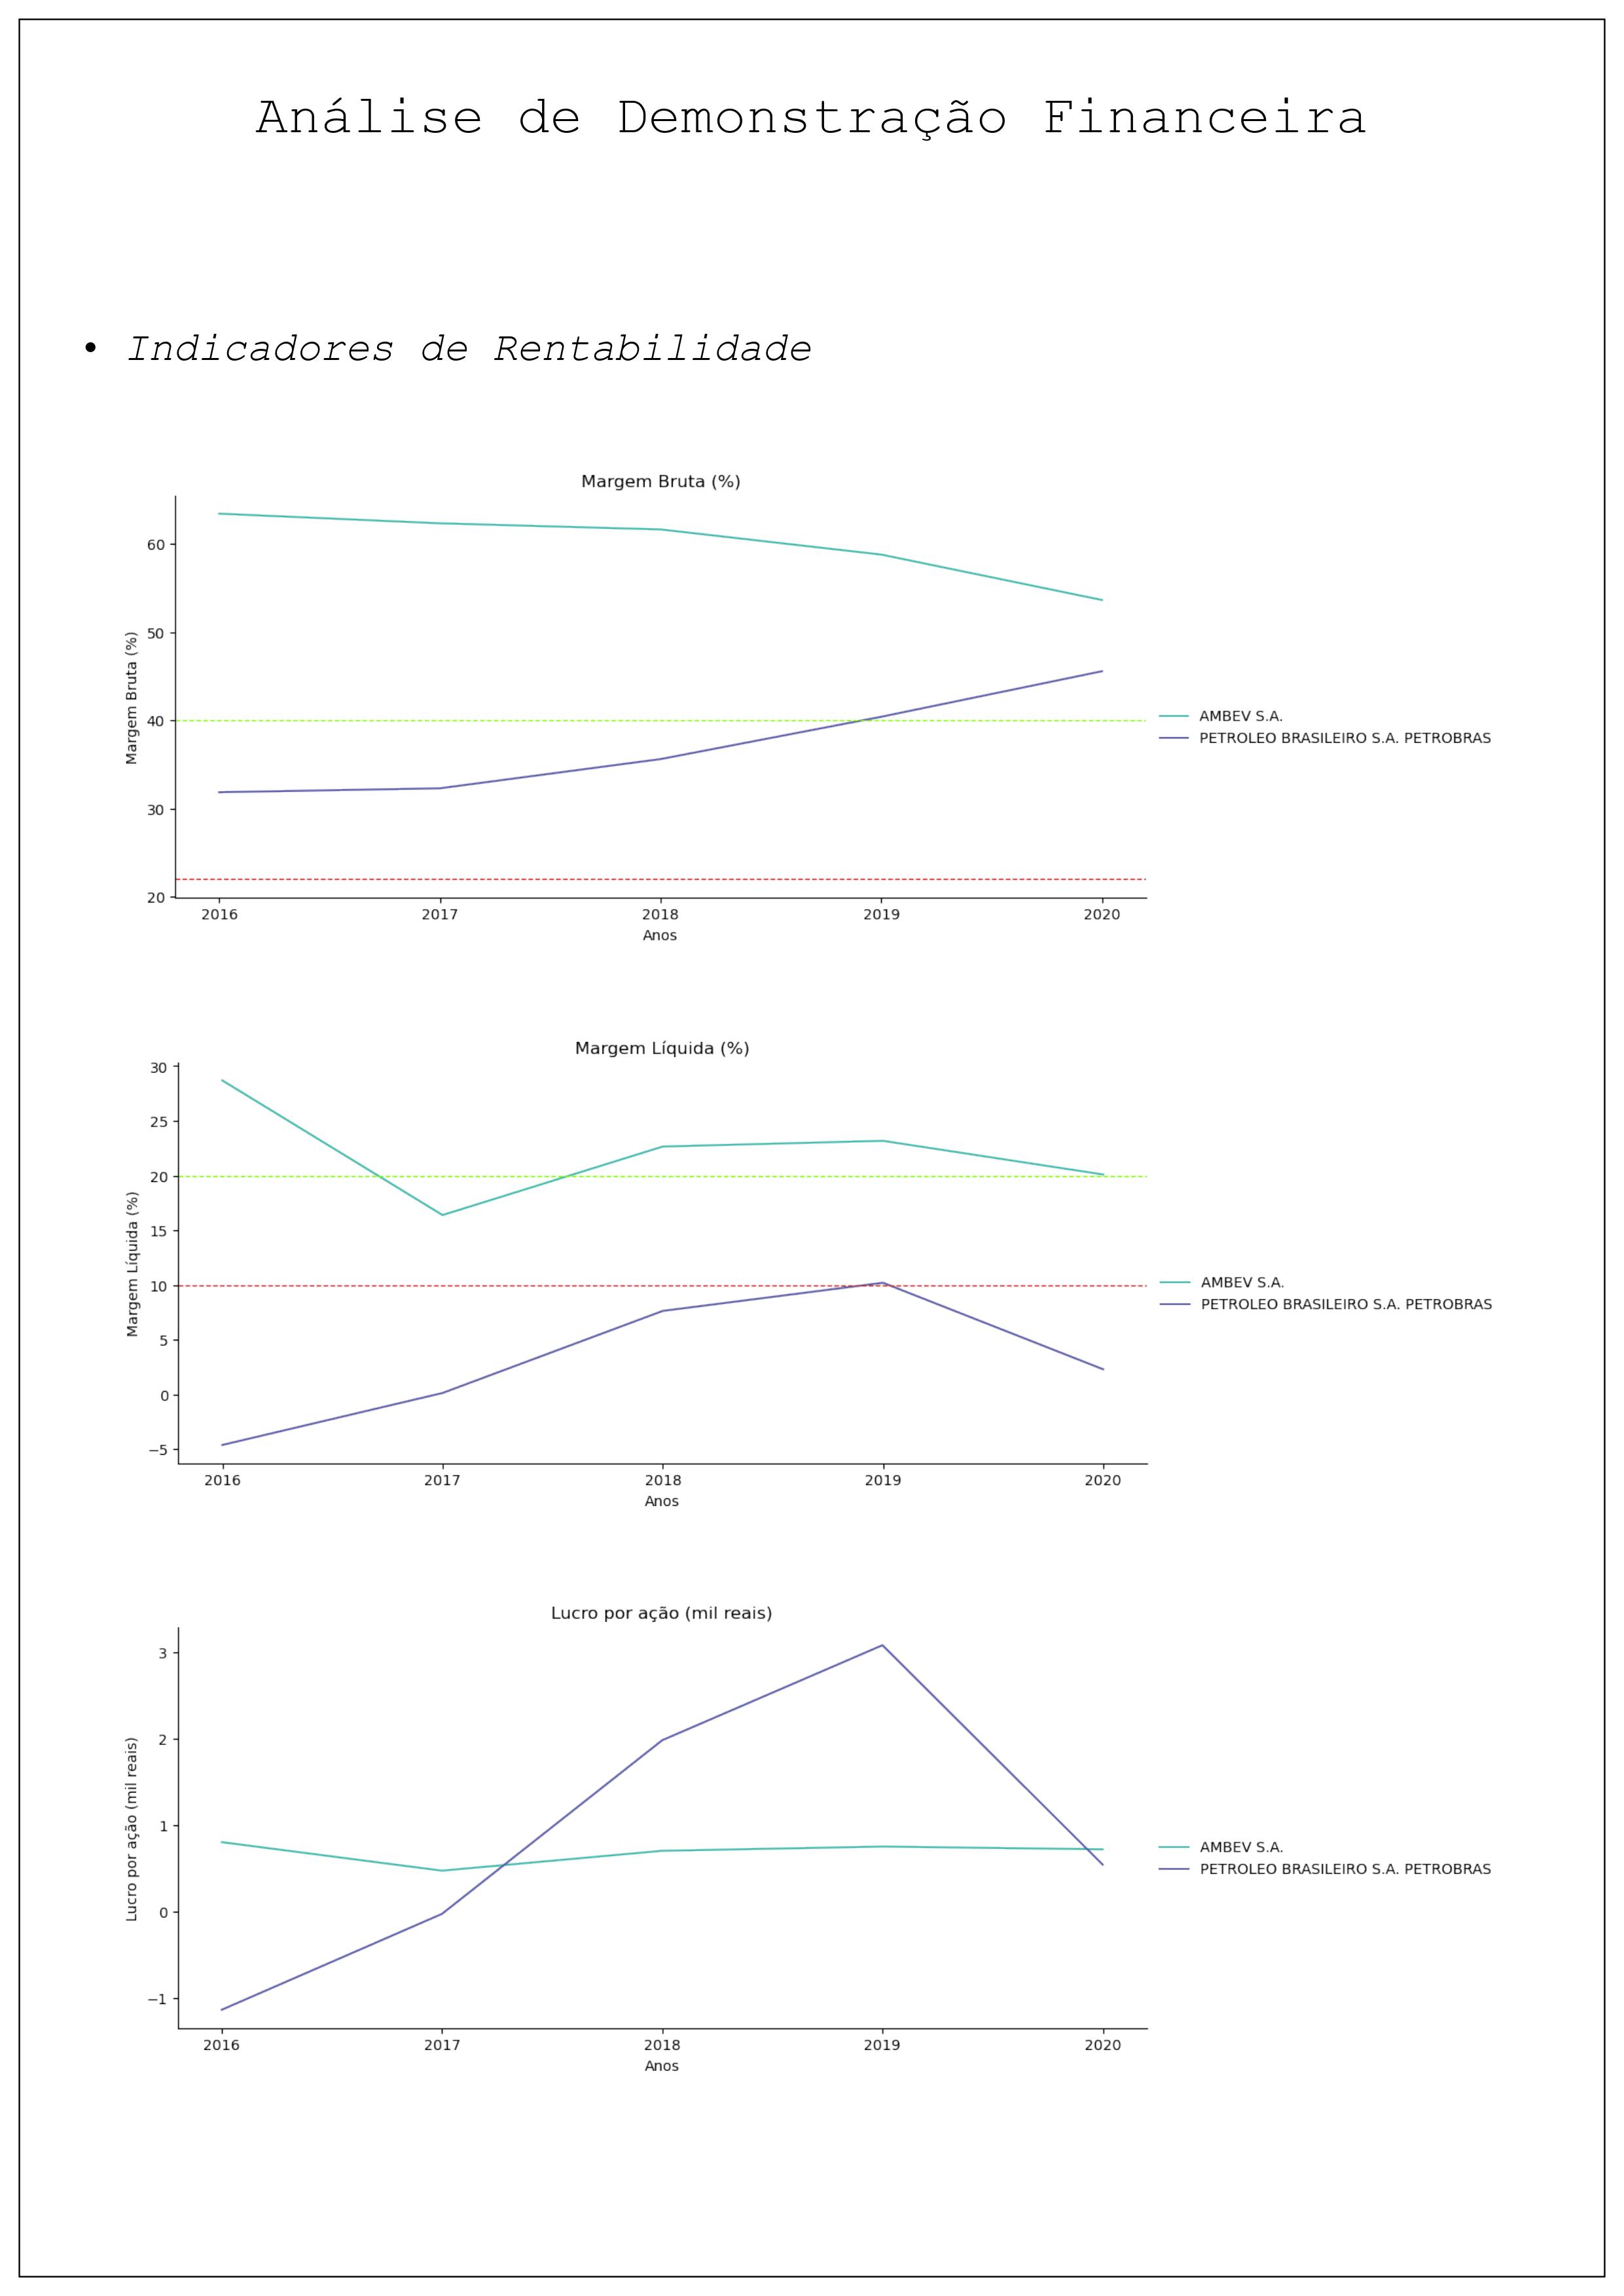 Análise de Demonstração Financeira
• Indicadores de Rentabilidade
Margem Bruta (%)
Margem Bruta (%)
60
50
40
30
20
2016 2017 2018 2019 2020
Anos
AMBEV S.A.
PETROLEO BRASILEIRO S.A. PETROBRAS
Margem Líquida (%)
Margem Líquida (%)
30
25
20
15
10
5
0
−5
2016 2017 2018 2019 2020
Anos
AMBEV S.A.
PETROLEO BRASILEIRO S.A. PETROBRAS
Lucro por ação (mil reais)
Lucro por ação (mil reais)
3
2
1
0
−1
2016 2017 2018 2019 2020
Anos
AMBEV S.A.
PETROLEO BRASILEIRO S.A. PETROBRAS